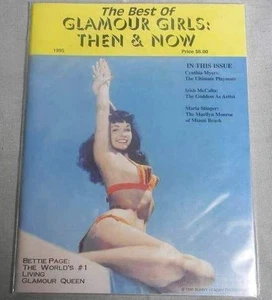 The Best Of
GLAMOUR GIRLS:
THEN & NOW
1995
Price $6.00
IN THIS ISSUE
Cynthia Myers:
The Ultimate Playmate
Irish McCalla:
The Goddess As Artist
Maria Stinger:
The Marilyn Monroe
of Miami Beach
BETTIE PAGE:
THE WORLD'S #1
LIVING
GLAMOUR QUEEN